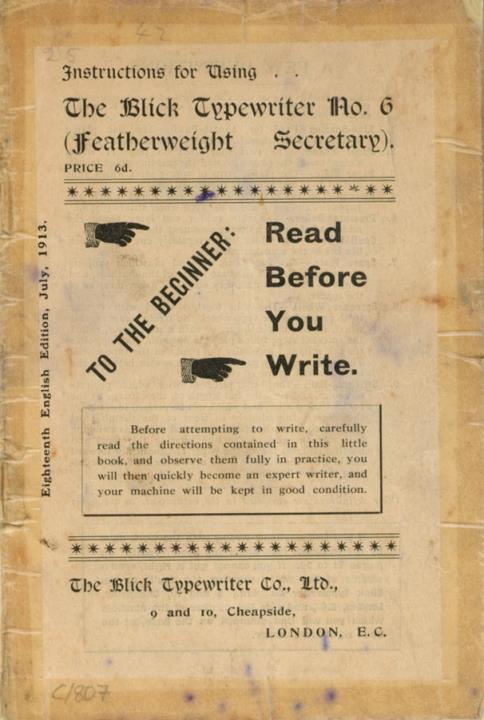 42
25
Instructions for Using . .
The Blick Typewriter No. 6
(Featherweight Secretary).
PRICE 6d.
Eighteenth English Edition, July, 1913.
TO THE BEGINNER:
Read
Before
You
Write.
Before attempting to write, carefully
read the directions contained in this little
book, and observe them fully in practice, you
will then quickly become an expert writer, and
your machine will be kept in good condition.
The Blick Typewriter Co., Ltd.,
9 and 10, Cheapside,
LONDON, E.C.
C/807